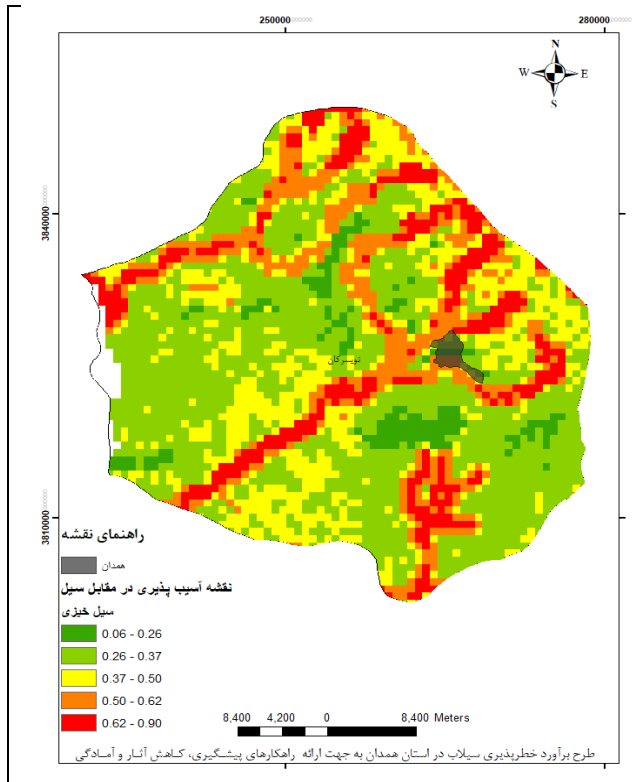 250000
280000
N
W E
S
3840000
تویسرکان
3810000
راهنمای نقشه
همدان
نقشه آسیب پذیری در مقابل سیل
سیل خیزی
0.06 - 0.26
0.26 - 0.37
0.37 - 0.50
0.50 - 0.62
0.62 - 0.90
8,400 4,200 0 8,400 Meters
طرح برآورد خطرپذیری سیلاب در استان همدان به جهت ارائه راهکارهای پیشگیری، کاهش آثار و آمادگی